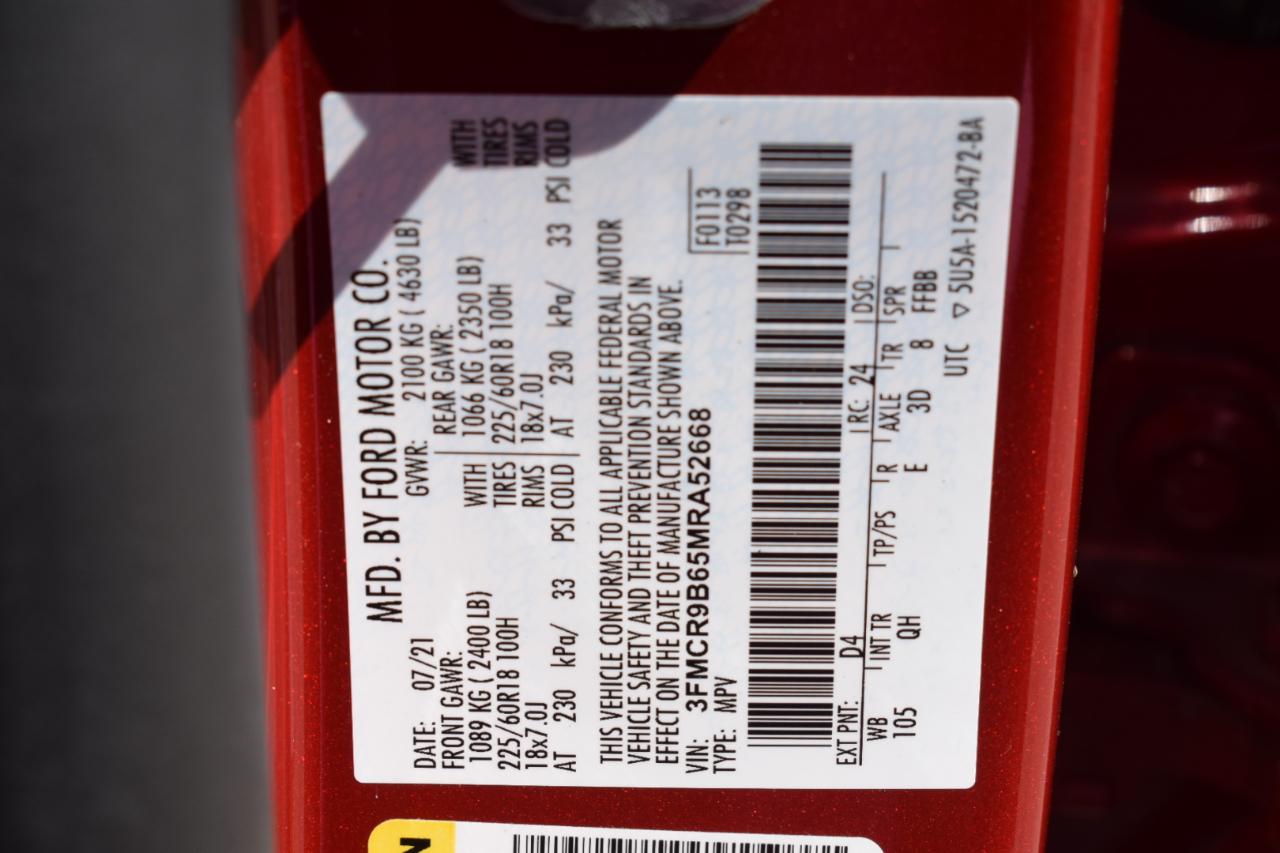 MFD. BY FORD MOTOR CO.
DATE: 07/21 GVWR: 2100 KG ( 4630 LB)
FRONT GAWR: REAR GAWR:
1089 KG ( 2400 LB) WITH 1066 KG ( 2350 LB) WITH
225/60R18 100H TIRES 225/60R18 100H TIRES
18x7.0J RIMS 18x7.0J RIMS
AT 230 kPa/ 33 PSI COLD AT 230 kPa/ 33 PSI COLD
THIS VEHICLE CONFORMS TO ALL APPLICABLE FEDERAL MOTOR
VEHICLE SAFETY AND THEFT PREVENTION STANDARDS IN
EFFECT ON THE DATE OF MANUFACTURE SHOWN ABOVE.
VIN: 3FMCR9B65MRA52668 F0113
TYPE: MPV T0298
EXT PNT: D4 RC: 24 DSO:
WB INT TR TP/PS R AXLE TR SPR
105 QH E 3D 8 FFBB
UTC ▽ 5U5A-1520472-BA
N